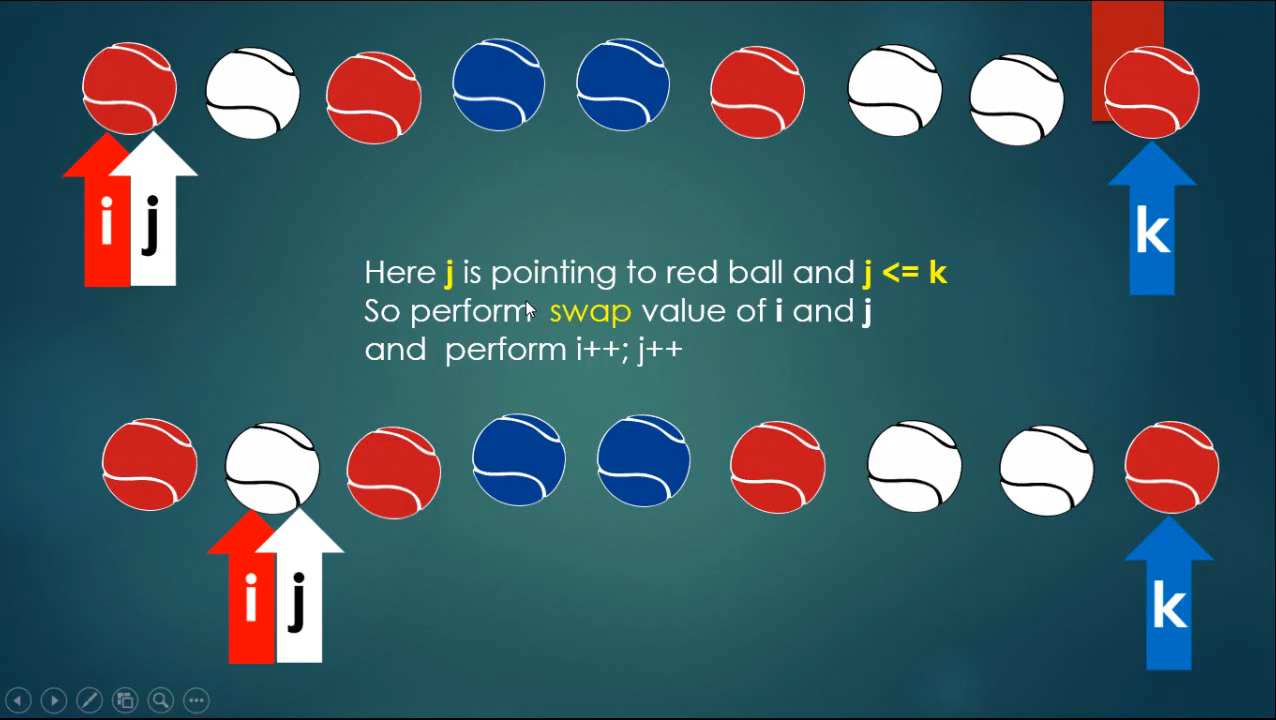 i j
k
Here j is pointing to red ball and j <= k
So perform swap value of i and j
and perform i++; j++
i j
k